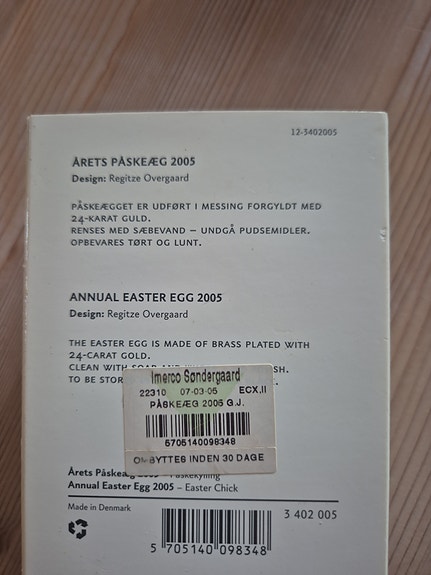 12-3402005
ÅRETS PÅSKEÆG 2005
Design: Regitze Overgaard
PÅSKEÆGGET ER UDFØRT I MESSING FORGYLDT MED
24-KARAT GULD.
RENSES MED SÆBEVAND – UNDGÅ PUDSEMIDLER.
OPBEVARES TØRT OG LUNT.
ANNUAL EASTER EGG 2005
Design: Regitze Overgaard
THE EASTER EGG IS MADE OF BRASS PLATED WITH
24-CARAT GOLD.
CLEAN WITH SOAP AND
TO BE
Imerco Søndergaard
22310 07-03-05 ECX.II
PÅSKEÆG 2005 G.J.
5705140098348
OMBYTTES INDEN 30 DAGE
Årets Påskeæg 2005 – Påskekylling
Annual Easter Egg 2005 – Easter Chick
Made in Denmark
3 402 005
5 705140 098348